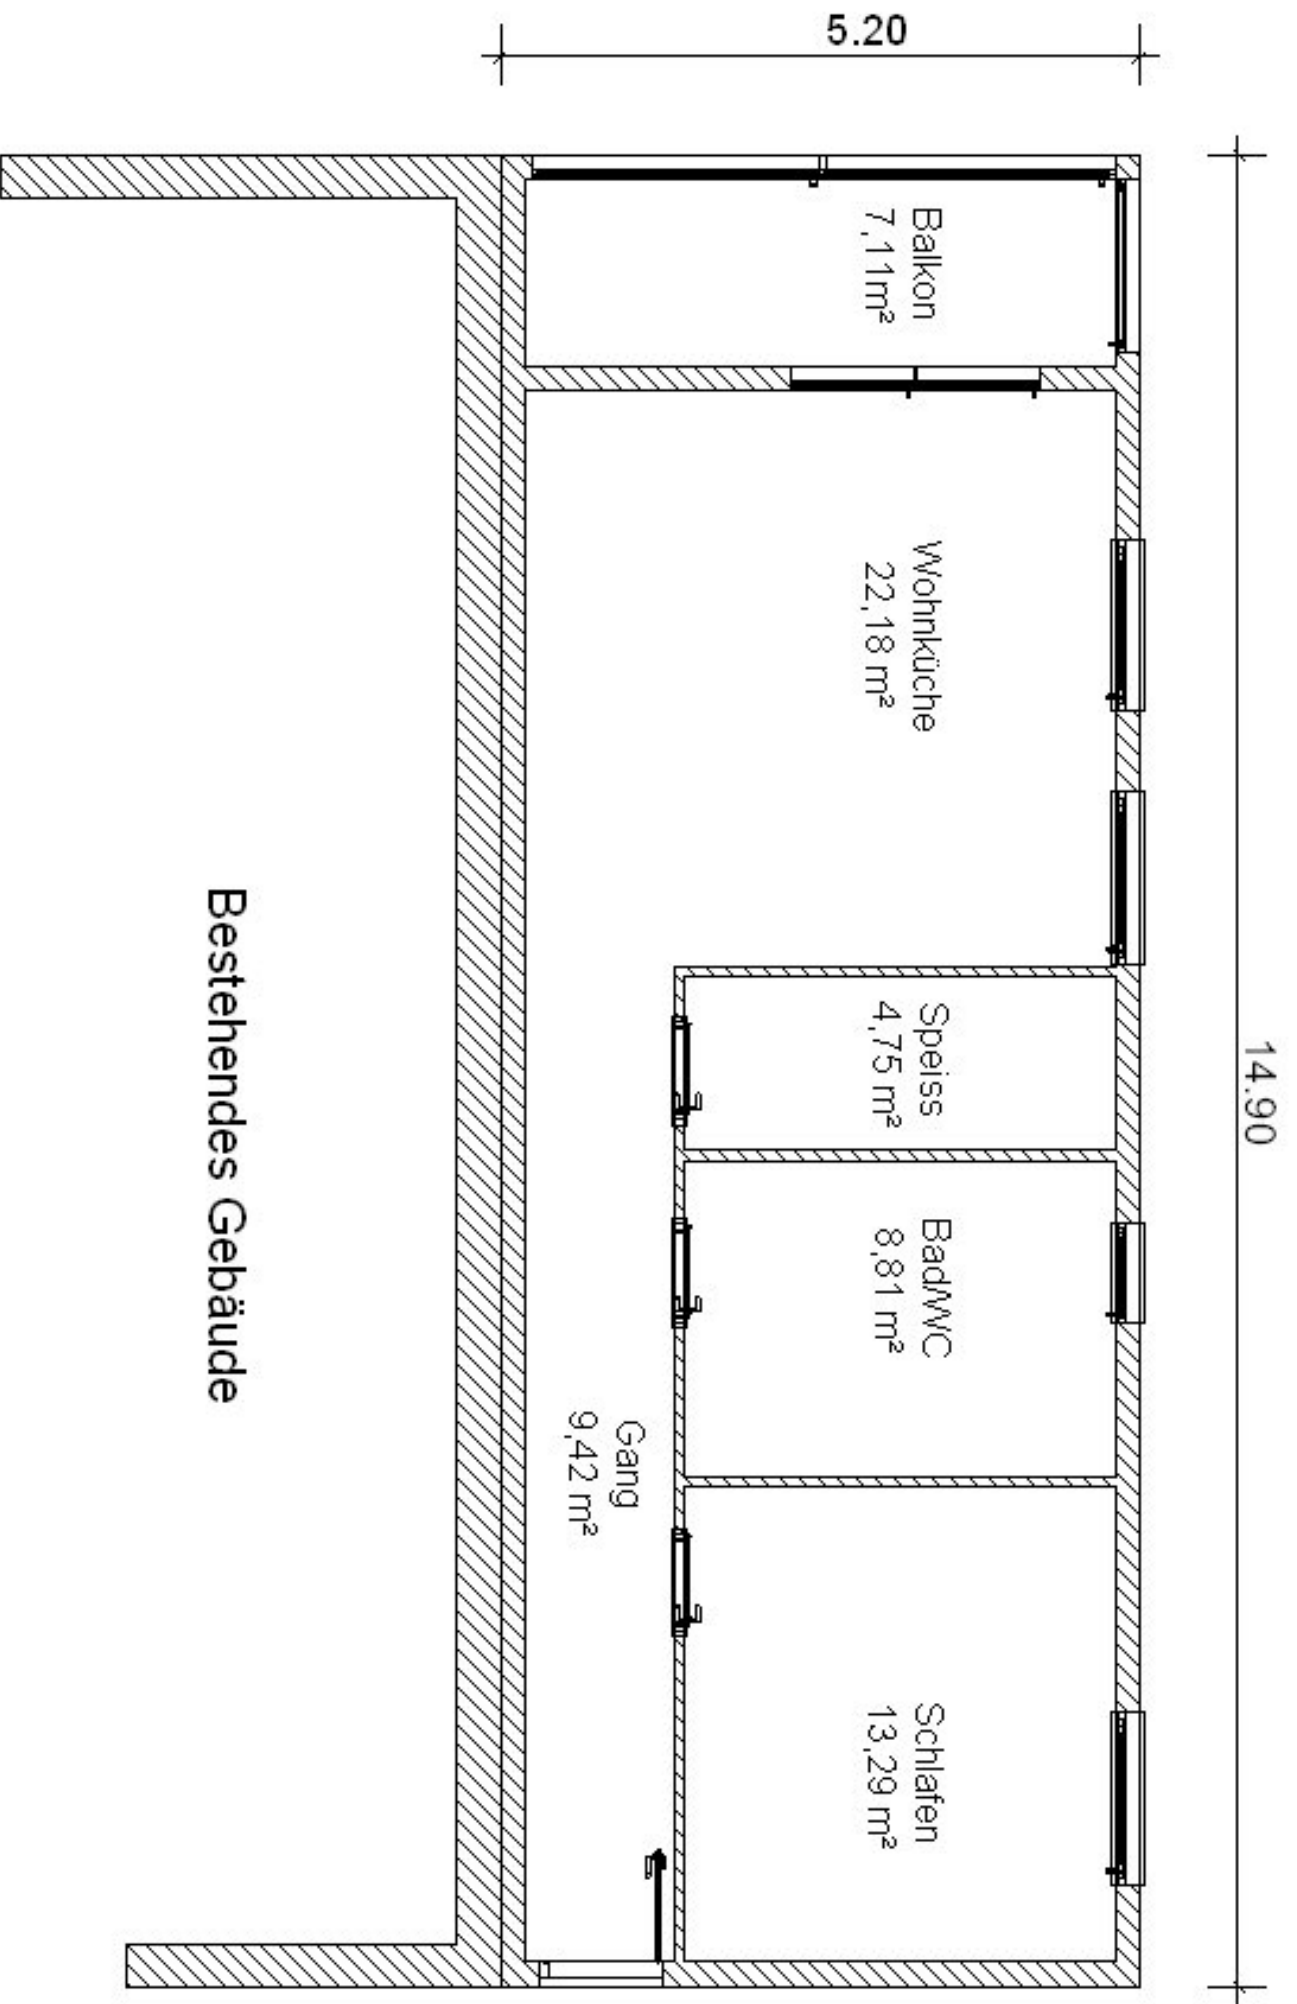 5.20
14.90
Balkon
7,11m²
Wohnküche
22,18 m²
Speiss
4,75 m²
Bad/WC
8,81 m²
Gang
9,42 m²
Schlafen
13,29 m²
Bestehendes Gebäude